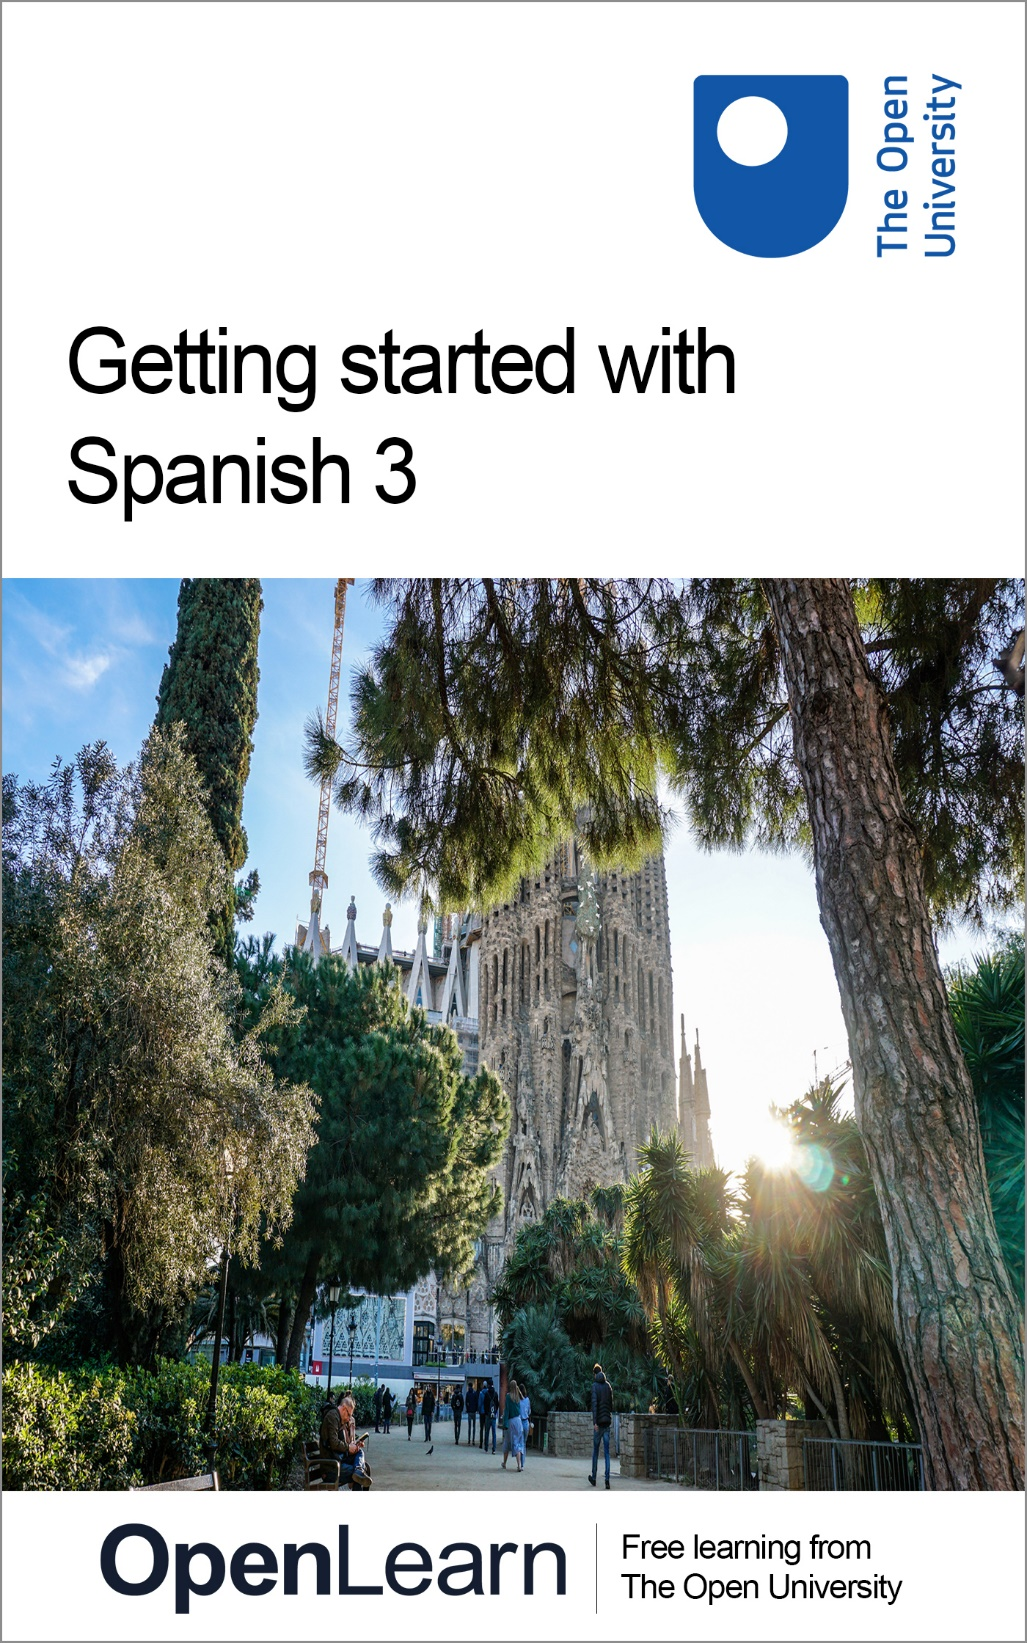 The Open
University
Getting started with
Spanish 3
OpenLearn
Free learning from
The Open University